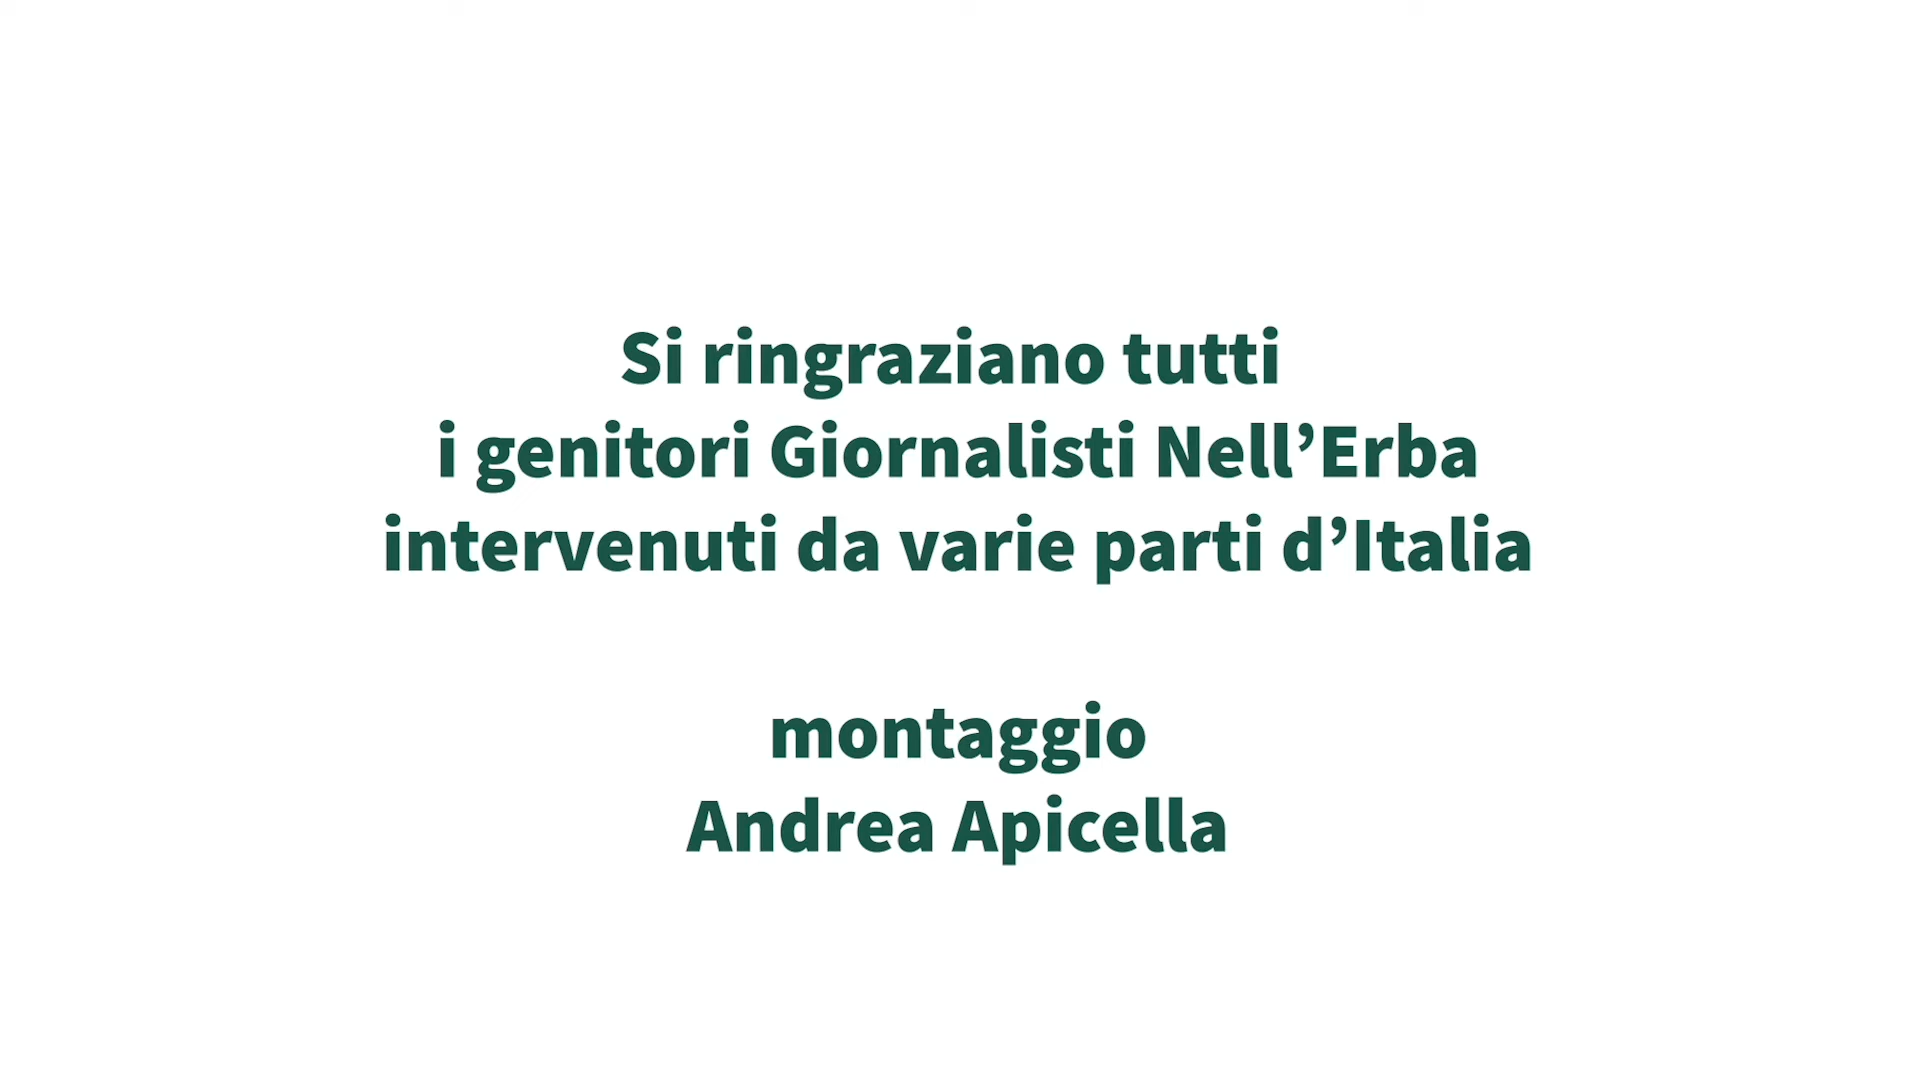 Si ringraziano tutti
i genitori Giornalisti Nell’Erba
intervenuti da varie parti d’Italia
montaggio
Andrea Apicella